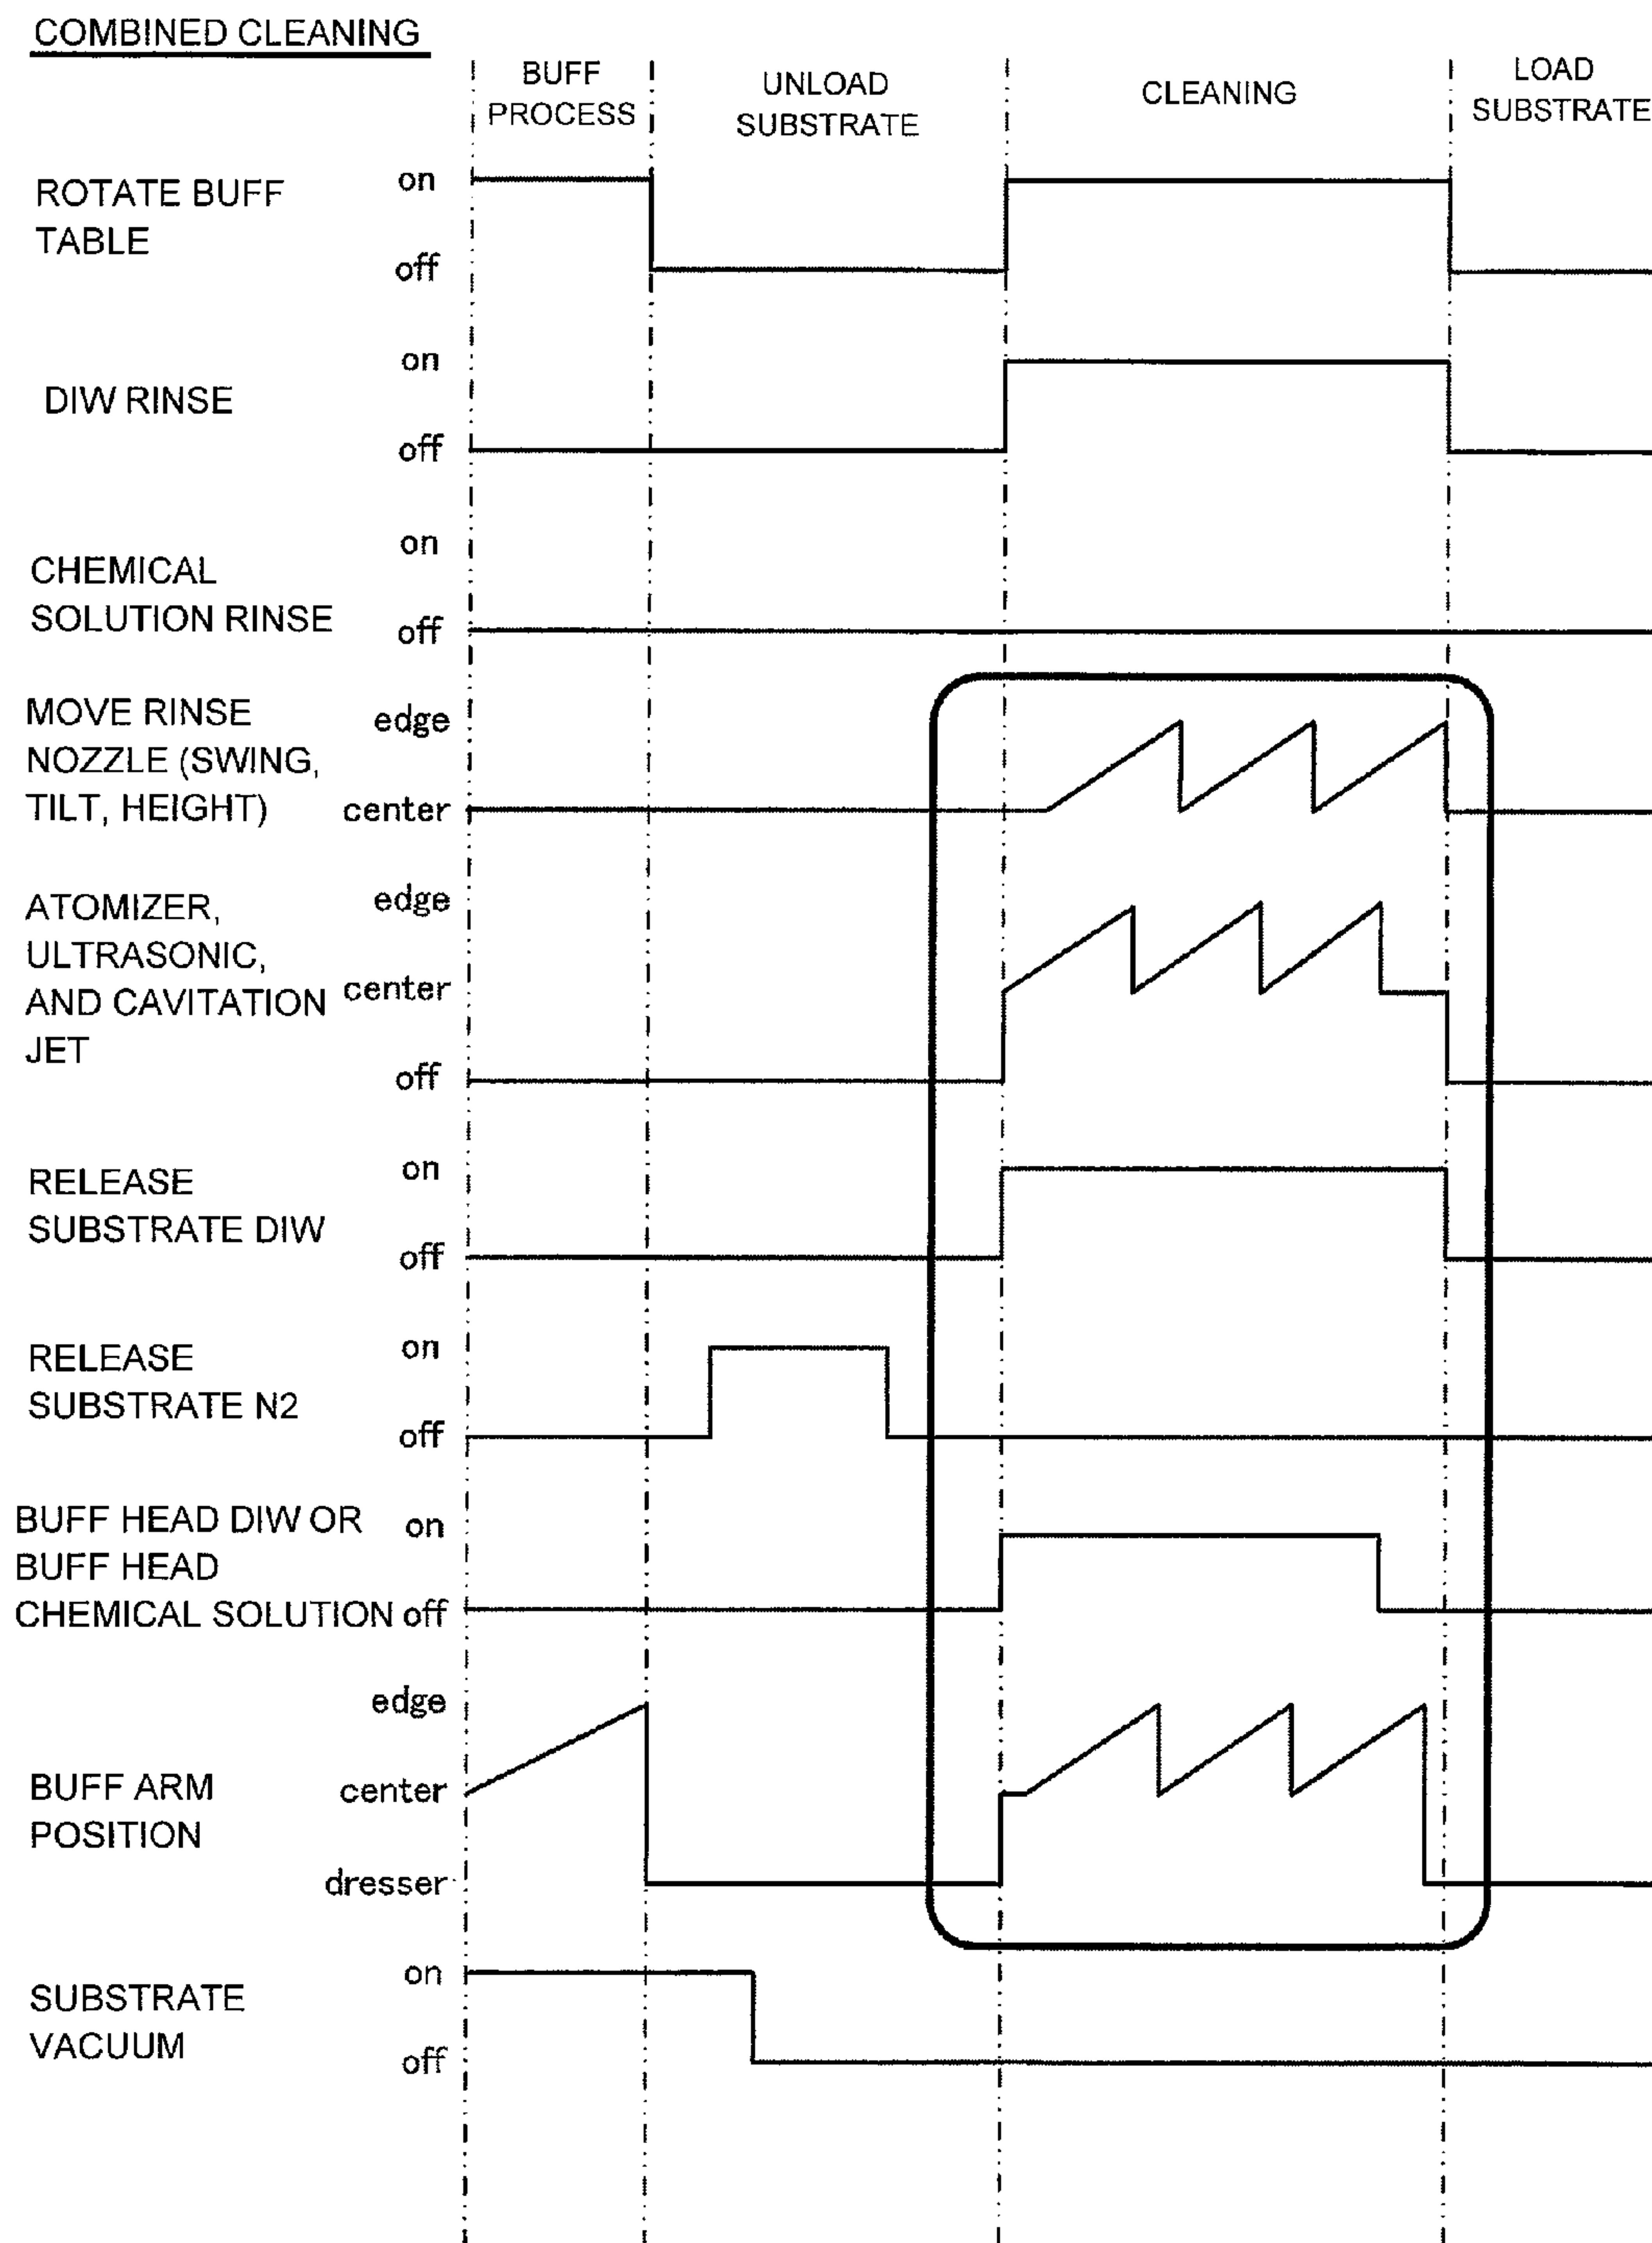 COMBINED CLEANING
BUFF
PROCESS
UNLOAD
SUBSTRATE
CLEANING
LOAD
SUBSTRATE
ROTATE BUFF
TABLE
on
off
DIW RINSE
on
off
CHEMICAL
SOLUTION RINSE
on
off
MOVE RINSE
NOZZLE (SWING,
TILT, HEIGHT)
edge
center
ATOMIZER,
ULTRASONIC,
AND CAVITATION
JET
edge
center
off
RELEASE
SUBSTRATE DIW
on
off
RELEASE
SUBSTRATE N2
on
off
BUFF HEAD DIW OR
BUFF HEAD
CHEMICAL SOLUTION
on
off
BUFF ARM
POSITION
edge
center
dresser
SUBSTRATE
VACUUM
on
off